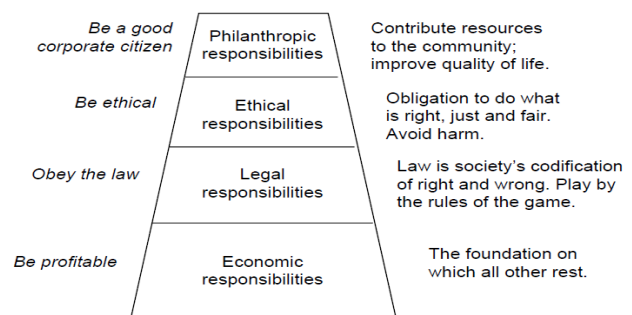 Be a good
corporate citizen
Philanthropic
responsibilities
Contribute resources
to the community;
improve quality of life.
Be ethical
Ethical
responsibilities
Obligation to do what
is right, just and fair.
Avoid harm.
Obey the law
Legal
responsibilities
Law is society's codification
of right and wrong. Play by
the rules of the game.
Be profitable
Economic
responsibilities
The foundation on
which all other rest.